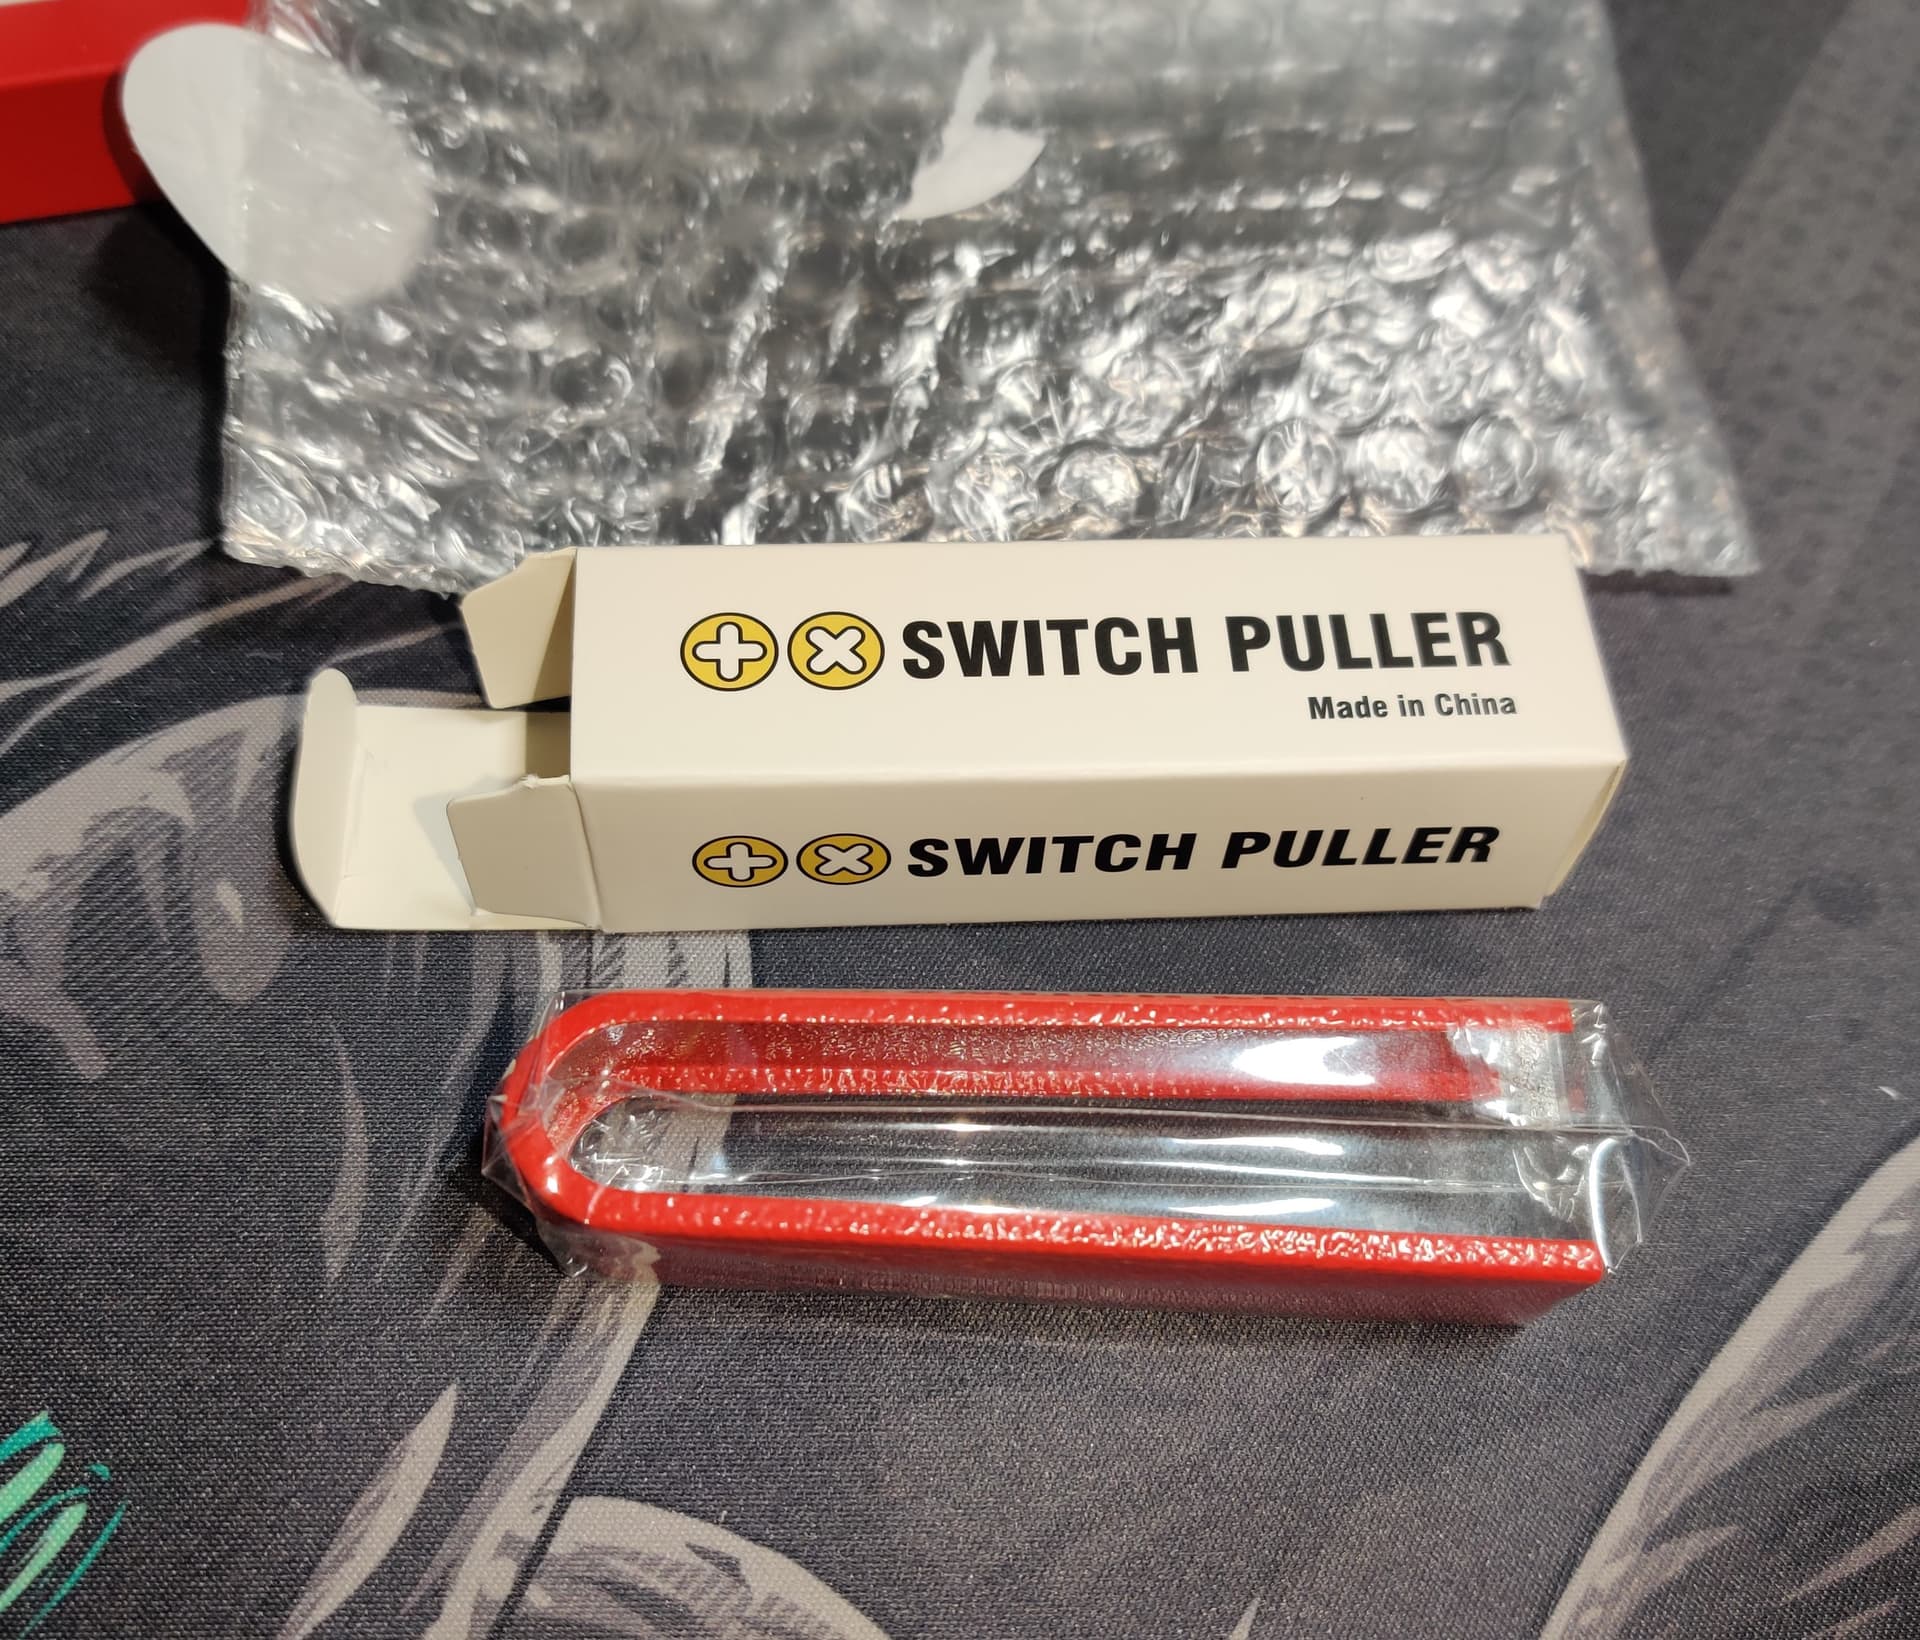 SWITCH PULLER
Made in China
SWITCH PULLER